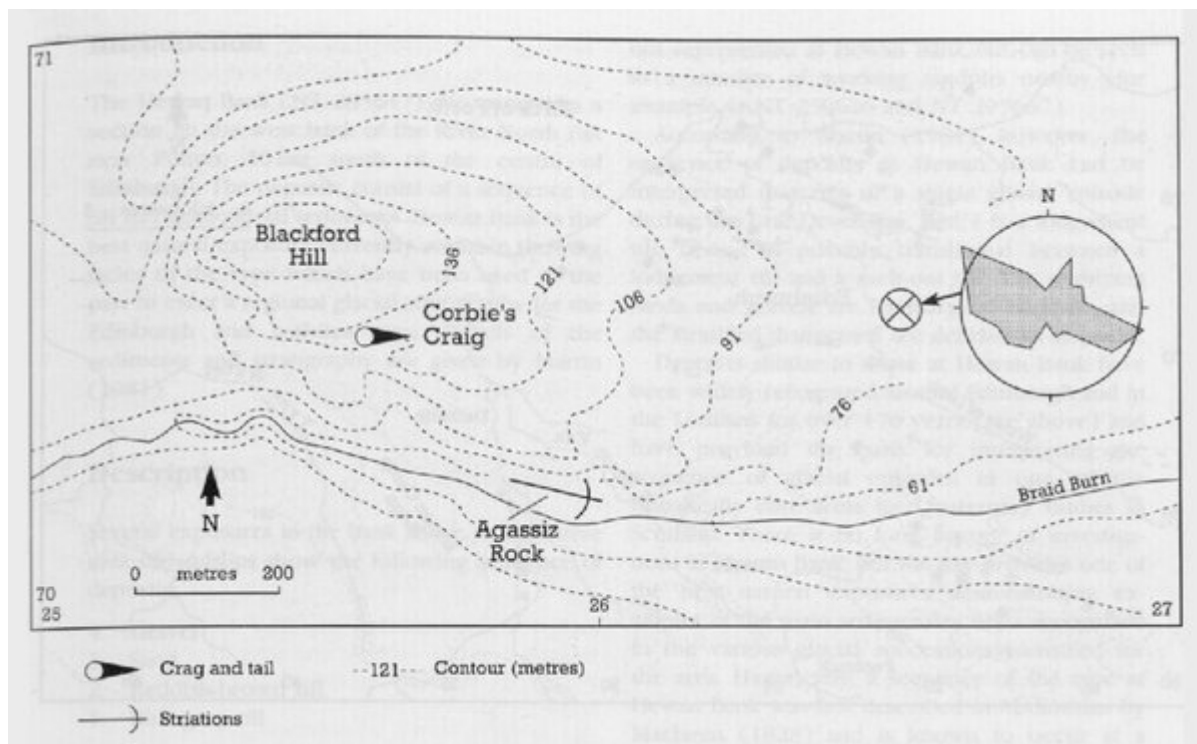 71
Blackford
Hill
136
121
106
91
76
61
Corbie's
Craig
N
Braid Burn
Agassiz
Rock
N
0 metres 200
70
25
26
27
Crag and tail
121 Contour (metres)
Striations